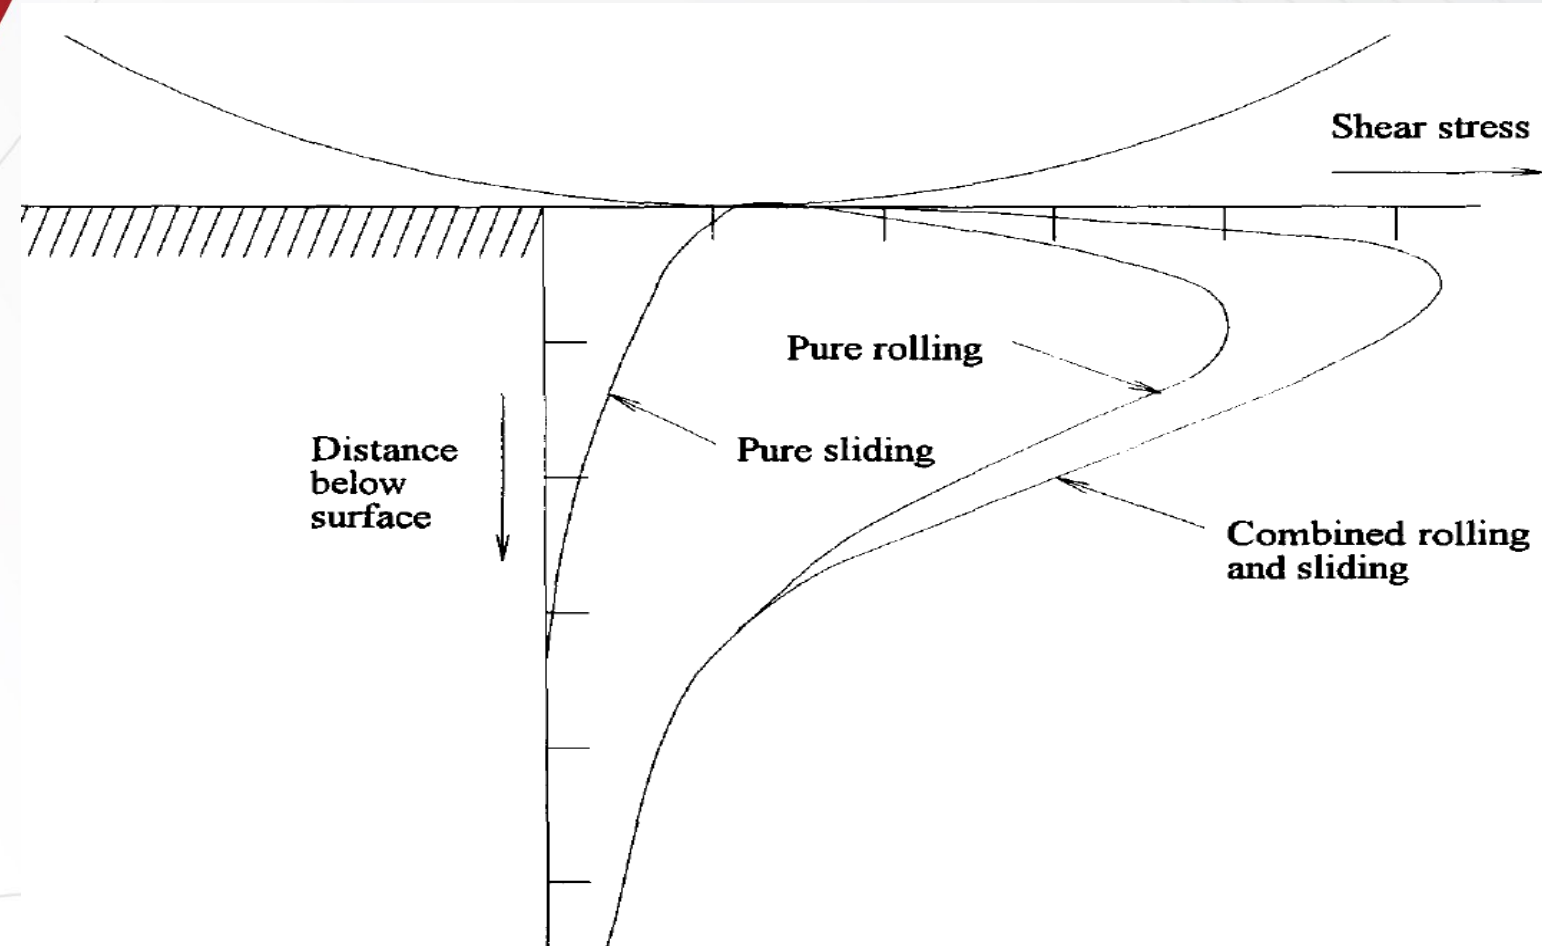 Shear stress
Pure rolling
Pure sliding
Distance
below
surface
Combined rolling
and sliding